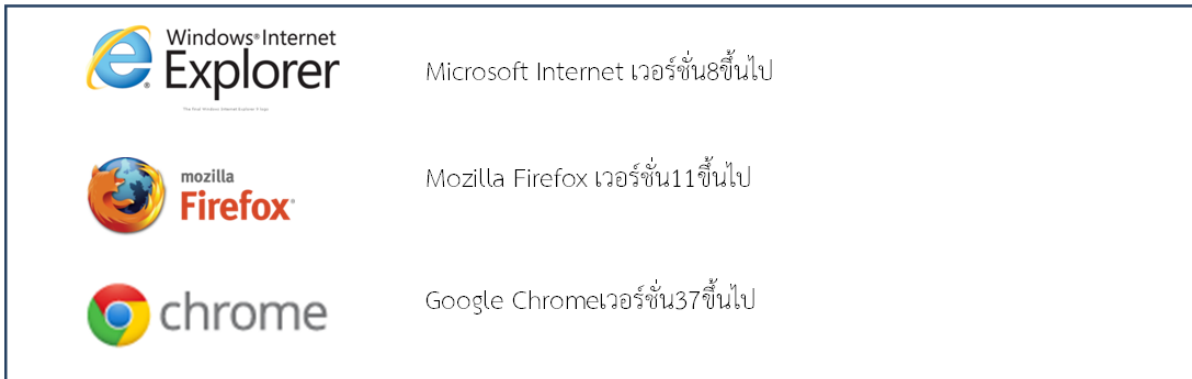 Windows Internet
Explorer
Microsoft Internet เวอร์ชั่น8ขึ้นไป
mozilla
Firefox
Mozilla Firefox เวอร์ชั่น11ขึ้นไป
chrome
Google Chromeเวอร์ชั่น37ขึ้นไป